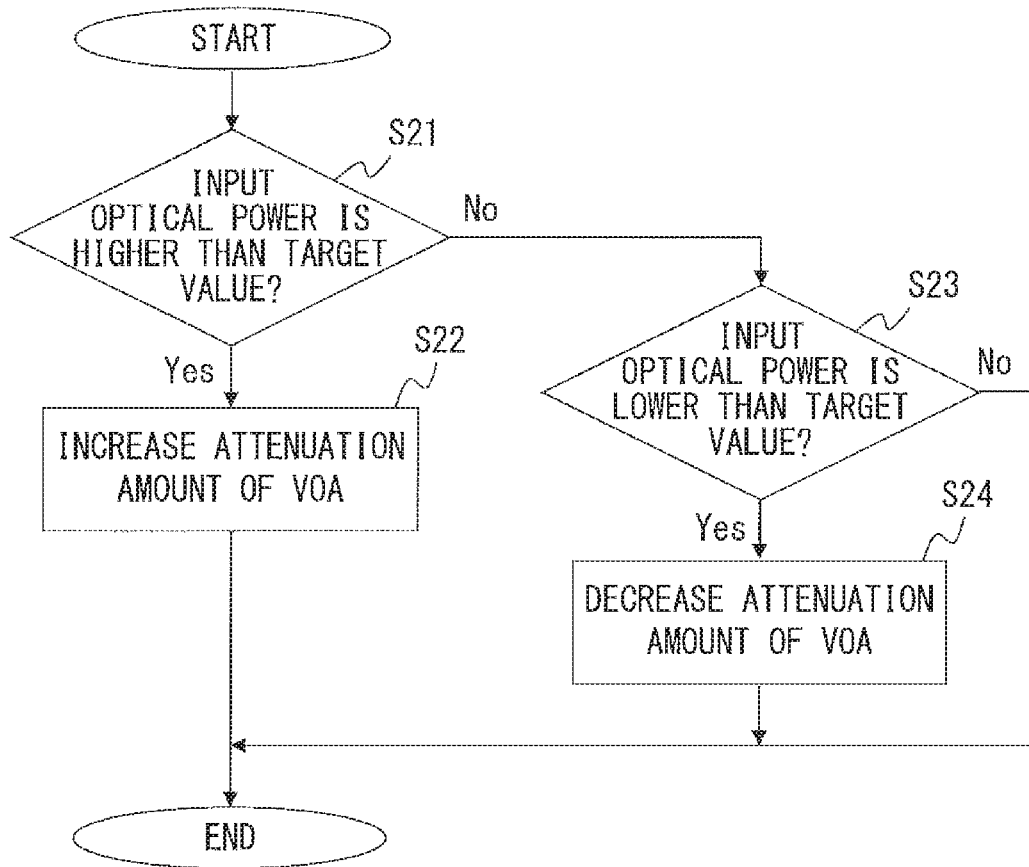 START
S21
INPUT
OPTICAL POWER IS
HIGHER THAN TARGET
VALUE?
No
Yes
S22
INCREASE ATTENUATION
AMOUNT OF VOA
S23
INPUT
OPTICAL POWER IS
LOWER THAN TARGET
VALUE?
No
Yes
S24
DECREASE ATTENUATION
AMOUNT OF VOA
END